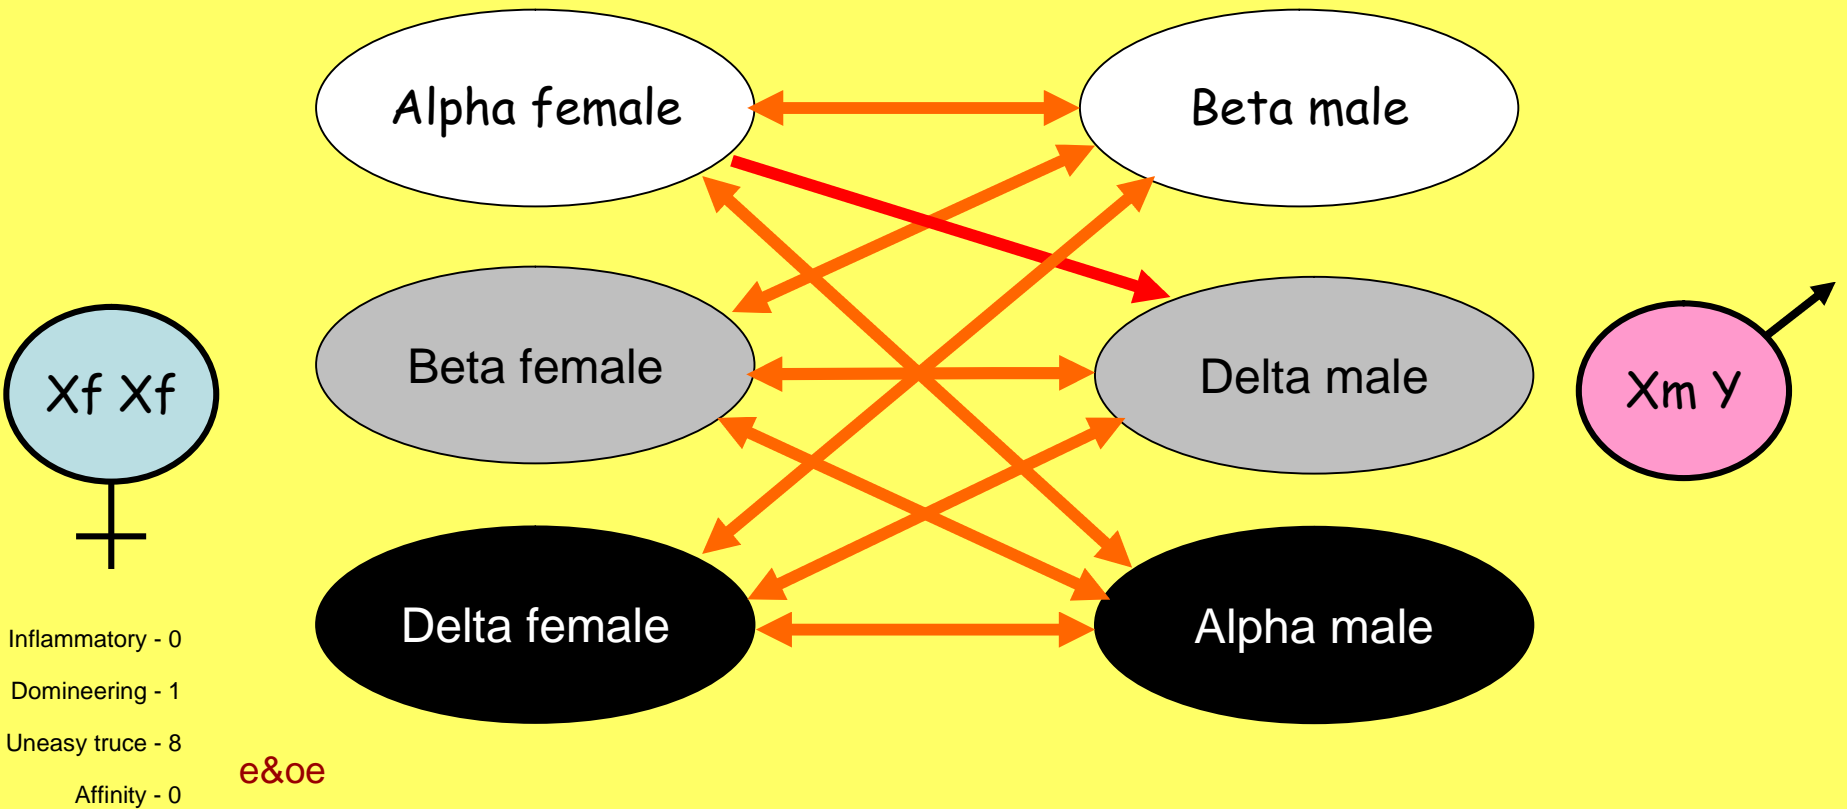 Alpha female
Beta male
Beta female
Delta male
Xf Xf
Xm Y
Delta female
Alpha male
Inflammatory - 0
Domineering - 1
Uneasy truce - 8
e&oe
Affinity - 0